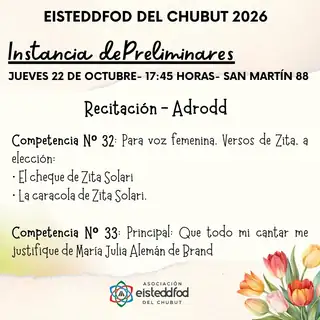 EISTEDDFOD DEL CHUBUT 2026
Instancia dePreliminares
JUEVES 22 DE OCTUBRE- 17:45 HORAS- SAN MARTÍN 88
Recitación - Adrodd
Competencia Nº 32: Para voz femenina. Versos de Zita, a
elección:
• El cheque de Zita Solari
• La caracola de Zita Solari.
Competencia Nº 33: Principal: Que todo mi cantar me
justifique de María Julia Alemán de Brand
ASOCIACIÓN
eisteddfod
DEL CHUBUT